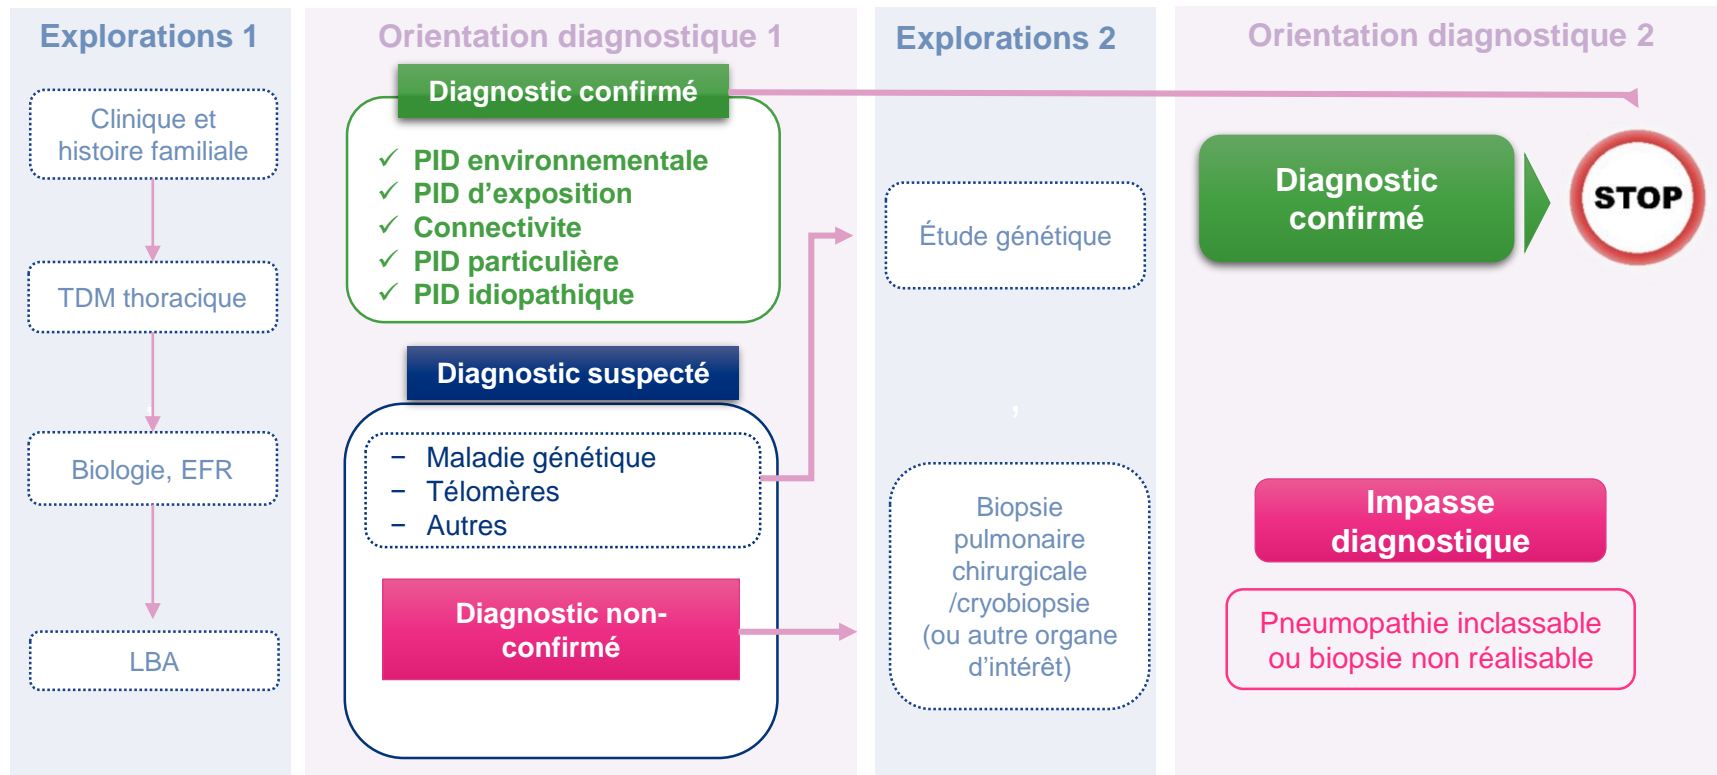 Explorations 1
Clinique et
histoire familiale
TDM thoracique
Biologie, EFR
LBA
Orientation diagnostique 1
Diagnostic confirmé
✓ PID environnementale
✓ PID d’exposition
✓ Connectivite
✓ PID particulière
✓ PID idiopathique
Diagnostic suspecté
− Maladie génétique
− Télomères
− Autres
Diagnostic non-
confirmé
Explorations 2
Étude génétique
,
Biopsie
pulmonaire
chirurgicale
/cryobiopsie
(ou autre organe
d’intérêt)
Orientation diagnostique 2
Diagnostic
confirmé
STOP
Impasse
diagnostique
Pneumopathie inclassable
ou biopsie non réalisable